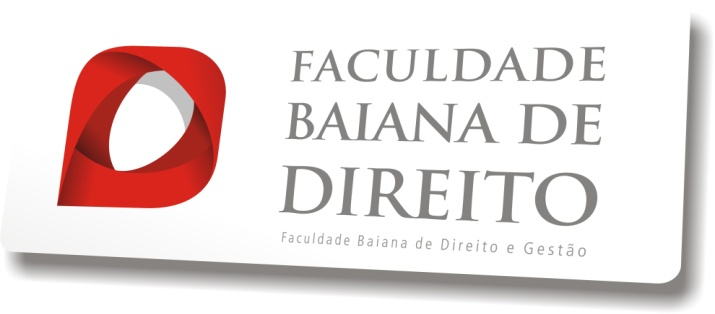 FACULDADE
BAIANA DE
DIREITO
Faculdade Baiana de Direito e Gestão